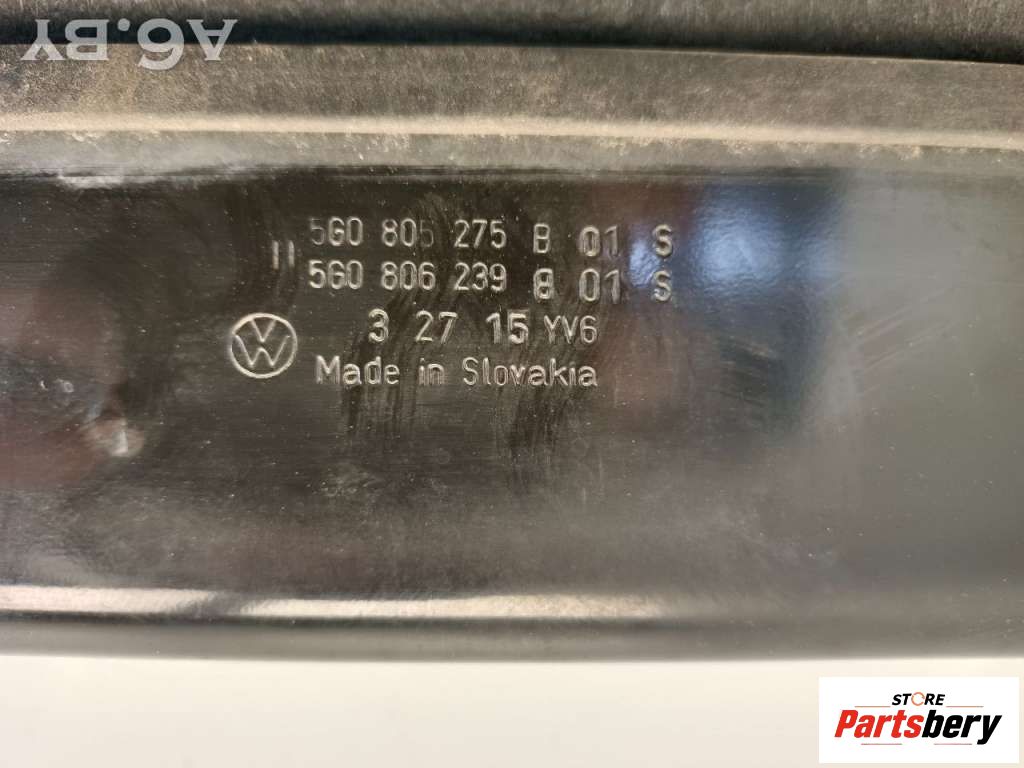 A6.BY
5G0 805 275 B 01 S
5G0 806 239 B 01 S
3 27 15 YV6
Made in Slovakia
STORE
Partsbery